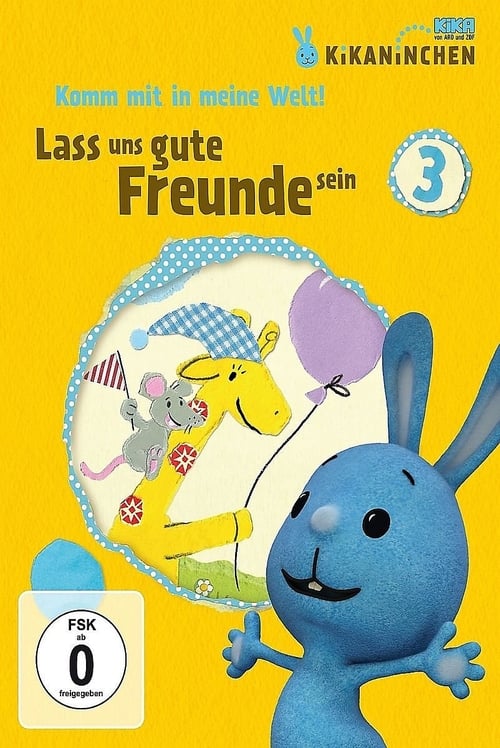 KiKA
von ARD und ZDF
KiKANiNCHEN
Komm mit in meine Welt!
Lass uns gute
Freunde sein
3
FSK
ab
0
freigegeben